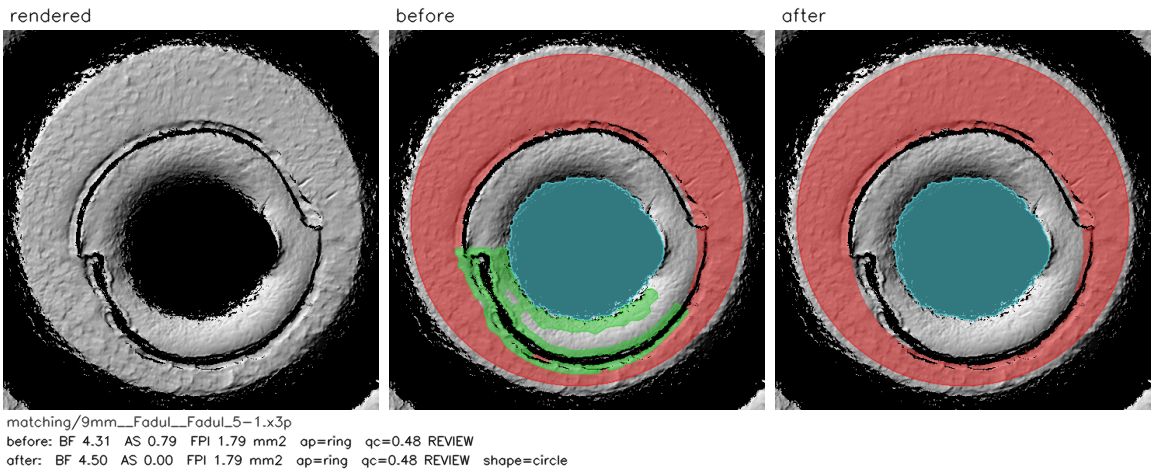 rendered before after
matching/9mm__Fadul__Fadul_5-1.x3p
before: BF 4.31 AS 0.79 FPI 1.79 mm2 ap=ring qc=0.48 REVIEW
after: BF 4.50 AS 0.00 FPI 1.79 mm2 ap=ring qc=0.48 REVIEW shape=circle